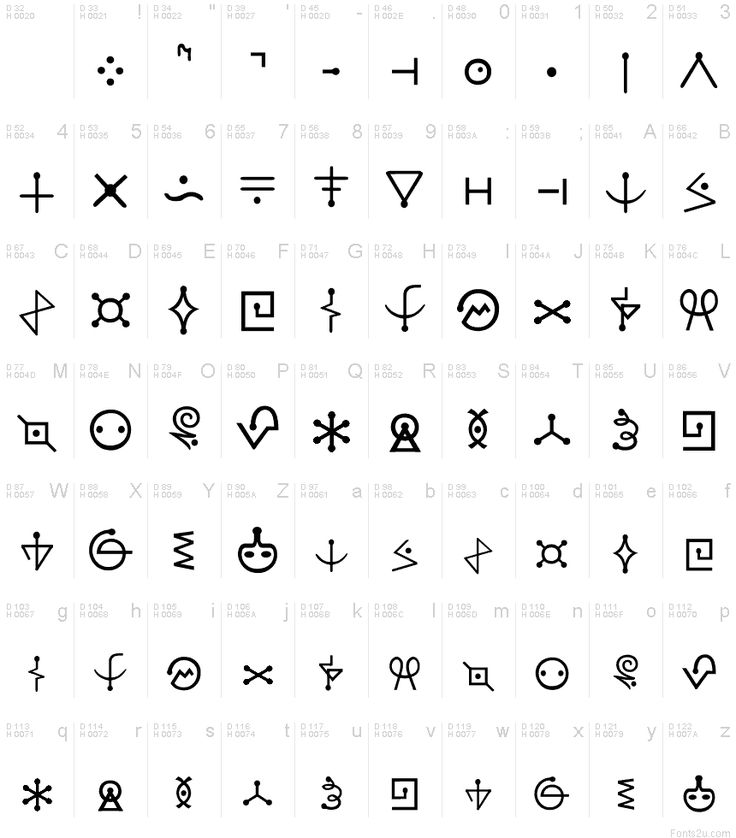 D 32 D 33 ! D 34 " D 39 ' D 45 - D 46 . D 48 0 D 49 1 D 50 2 D 51 3
H 0020 H 0021 H 0022 H 0027 H 002D H 002E H 0030 H 0031 H 0032 H 0033
D 52 4 D 53 5 D 54 6 D 55 7 D 56 8 D 57 9 D 58 : D 59 ; D 65 A D 66 B
H 0034 H 0035 H 0036 H 0037 H 0038 H 0039 H 003A H 003B H 0041 H 0042
D 67 C D 68 D D 69 E D 70 F D 71 G D 72 H D 73 I D 74 J D 75 K D 76 L
H 0043 H 0044 H 0045 H 0046 H 0047 H 0048 H 0049 H 004A H 004B H 004C
D 77 M D 78 N D 79 O D 80 P D 81 Q D 82 R D 83 S D 84 T D 85 U D 86 V
H 004D H 004E H 004F H 0050 H 0051 H 0052 H 0053 H 0054 H 0055 H 0056
D 87 W D 88 X D 89 Y D 90 Z D 97 a D 98 b D 99 c D 100 d D 101 e D 102 f
H 0057 H 0058 H 0059 H 005A H 0061 H 0062 H 0063 H 0064 H 0065 H 0066
D 103 g D 104 h D 105 i D 106 j D 107 k D 108 l D 109 m D 110 n D 111 o D 112 p
H 0067 H 0068 H 0069 H 006A H 006B H 006C H 006D H 006E H 006F H 0070
D 113 q D 114 r D 115 s D 116 t D 117 u D 118 v D 119 w D 120 x D 121 y D 122 z
H 0071 H 0072 H 0073 H 0074 H 0075 H 0076 H 0077 H 0078 H 0079 H 007A
Fonts2u.com